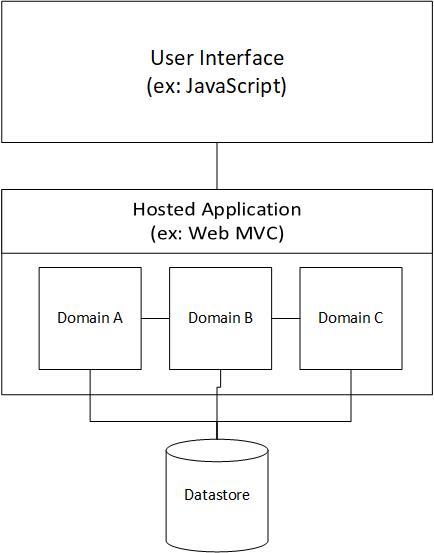 User Interface
(ex: JavaScript)
Hosted Application
(ex: Web MVC)
Domain A
Domain B
Domain C
Datastore